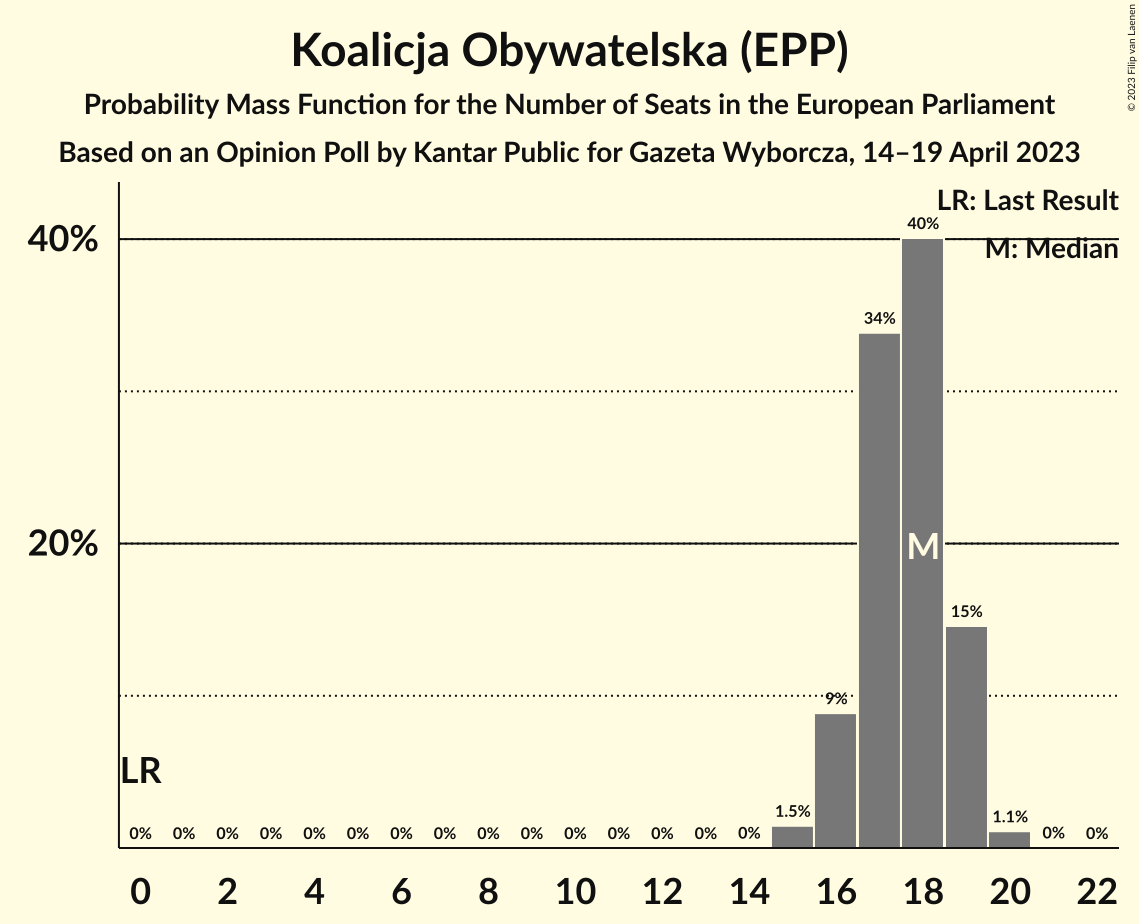 © 2023 Filip van Laenen
Koalicja Obywatelska (EPP)
Probability Mass Function for the Number of Seats in the European Parliament
Based on an Opinion Poll by Kantar Public for Gazeta Wyborcza, 14–19 April 2023
LR: Last Result
M: Median
40%
40%
34%
20%
M
15%
9%
LR
1.5%
1.1%
0% 0% 0% 0% 0% 0% 0% 0% 0% 0% 0% 0% 0% 0% 0% 0% 0%
0 2 4 6 8 10 12 14 16 18 20 22